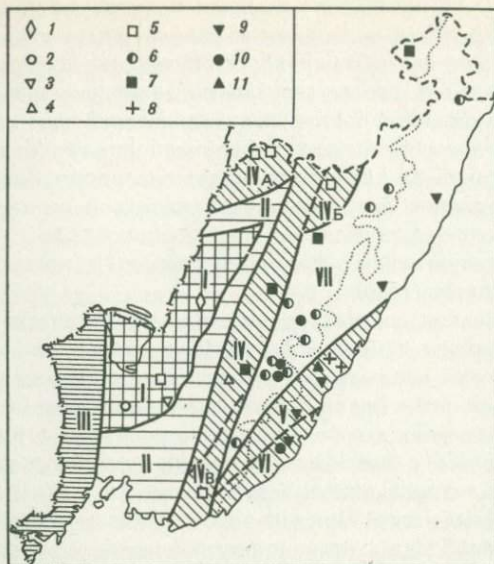 1 5 9
2 6 10
3 7 11
4 8
IVА
II
IVБ
I
VII
IV
III
I
V
II
VI
IVВ